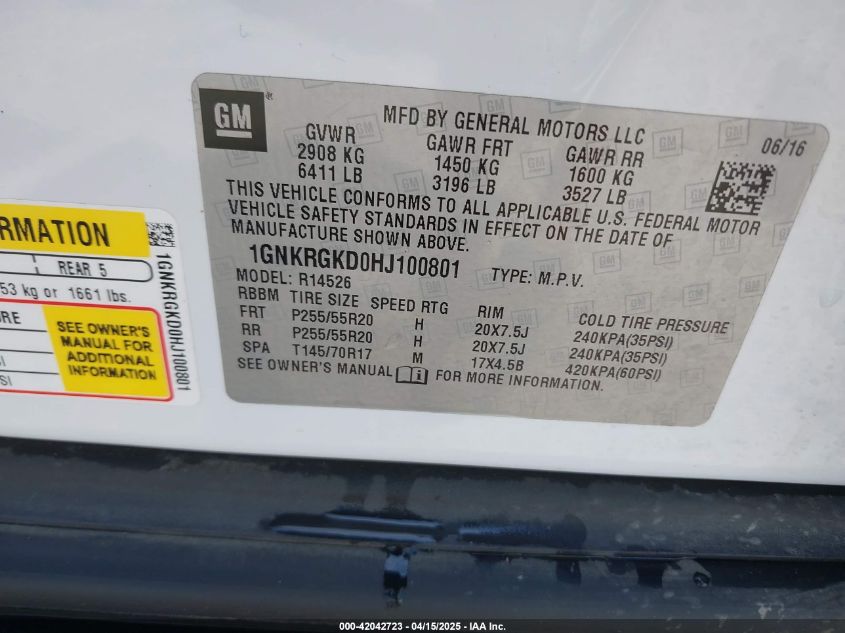 GM ®
MFD BY GENERAL MOTORS LLC
06/16
GVWR GAWR FRT GAWR RR
2908 KG 1450 KG 1600 KG
6411 LB 3196 LB 3527 LB
THIS VEHICLE CONFORMS TO ALL APPLICABLE U.S. FEDERAL MOTOR
VEHICLE SAFETY STANDARDS IN EFFECT ON THE DATE OF
MANUFACTURE SHOWN ABOVE.
1GNKRGKD0HJ100801 TYPE: M.P.V.
MODEL: R14526
RBBM TIRE SIZE SPEED RTG RIM COLD TIRE PRESSURE
FRT P255/55R20 H 20X7.5J 240KPA(35PSI)
RR P255/55R20 H 20X7.5J 240KPA(35PSI)
SPA T145/70R17 M 17X4.5B 420KPA(60PSI)
SEE OWNER'S MANUAL FOR MORE INFORMATION.
RMATION
REAR 5
53 kg or 1661 lbs.
SEE OWNER'S
MANUAL FOR
ADDITIONAL
INFORMATION
1GNKRGKD0HJ100801
000-42042723 - 04/15/2025 - IAA Inc.